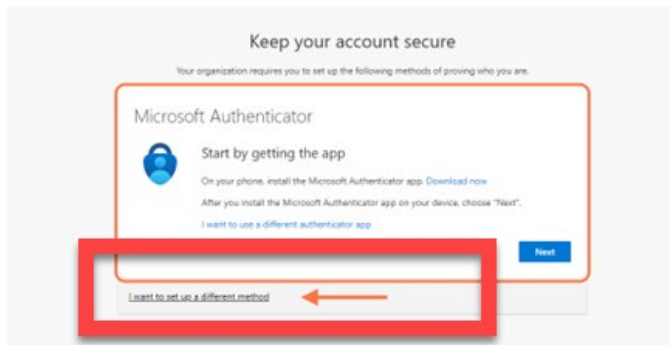 Keep your account secure
Your organization requires you to set up the following methods of proving who you are.
Microsoft Authenticator
Start by getting the app
On your phone, install the Microsoft Authenticator app. Download now
After you install the Microsoft Authenticator app on your device, choose "Next".
I want to use a different authenticator app
Next
I want to set up a different method